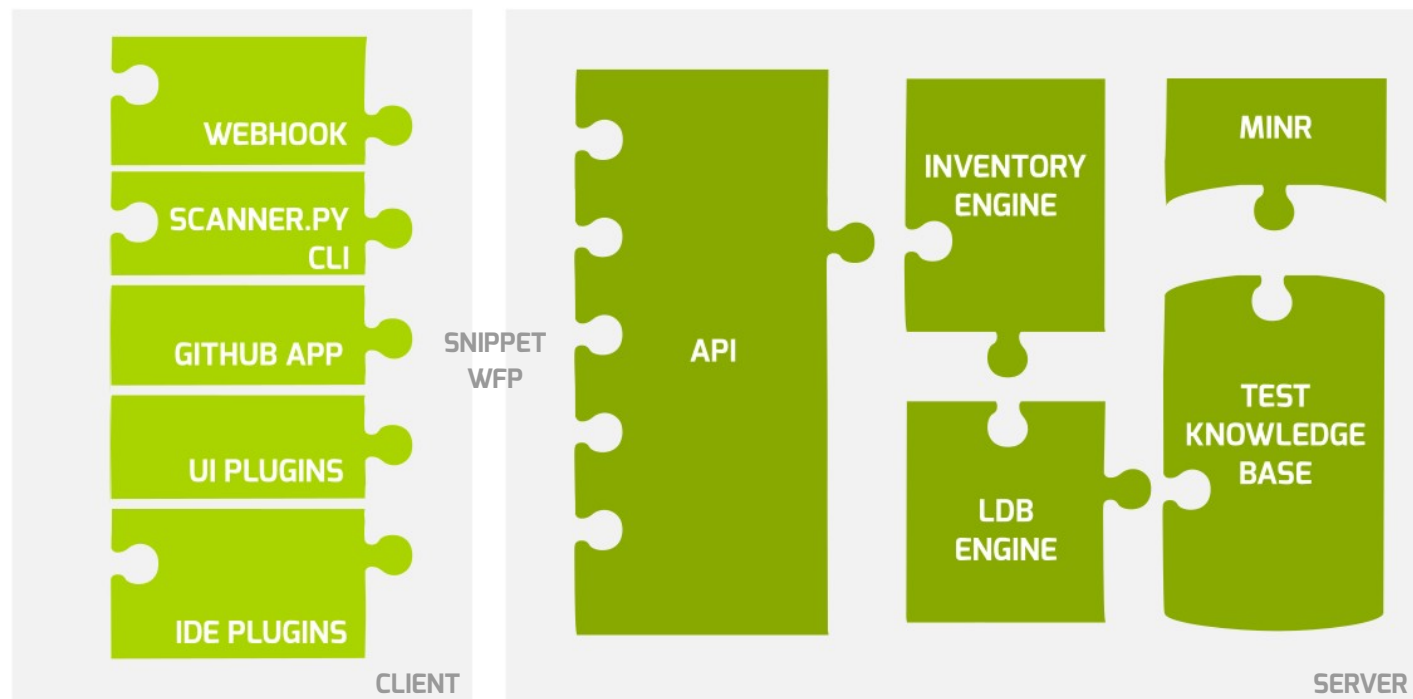 WEBHOOK
SCANNER.PY
CLI
GITHUB APP
UI PLUGINS
IDE PLUGINS
CLIENT
SNIPPET
WFP
API
INVENTORY
ENGINE
LDB
ENGINE
MINR
TEST
KNOWLEDGE
BASE
SERVER